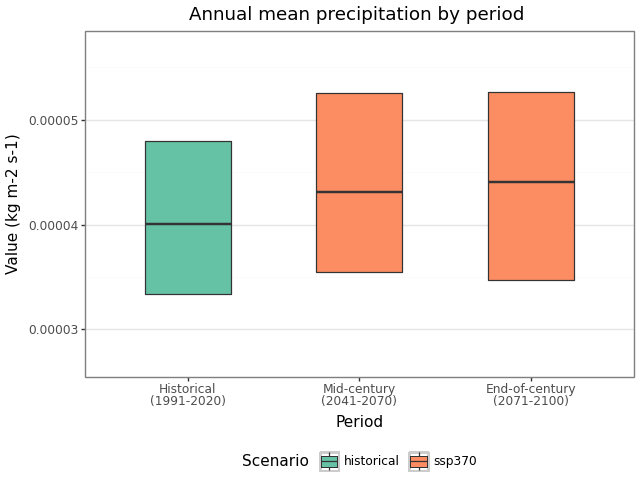 Annual mean precipitation by period
Value (kg m-2 s-1)
0.00005
0.00004
0.00003
Historical
(1991-2020)
Mid-century
(2041-2070)
End-of-century
(2071-2100)
Period
Scenario historical ssp370